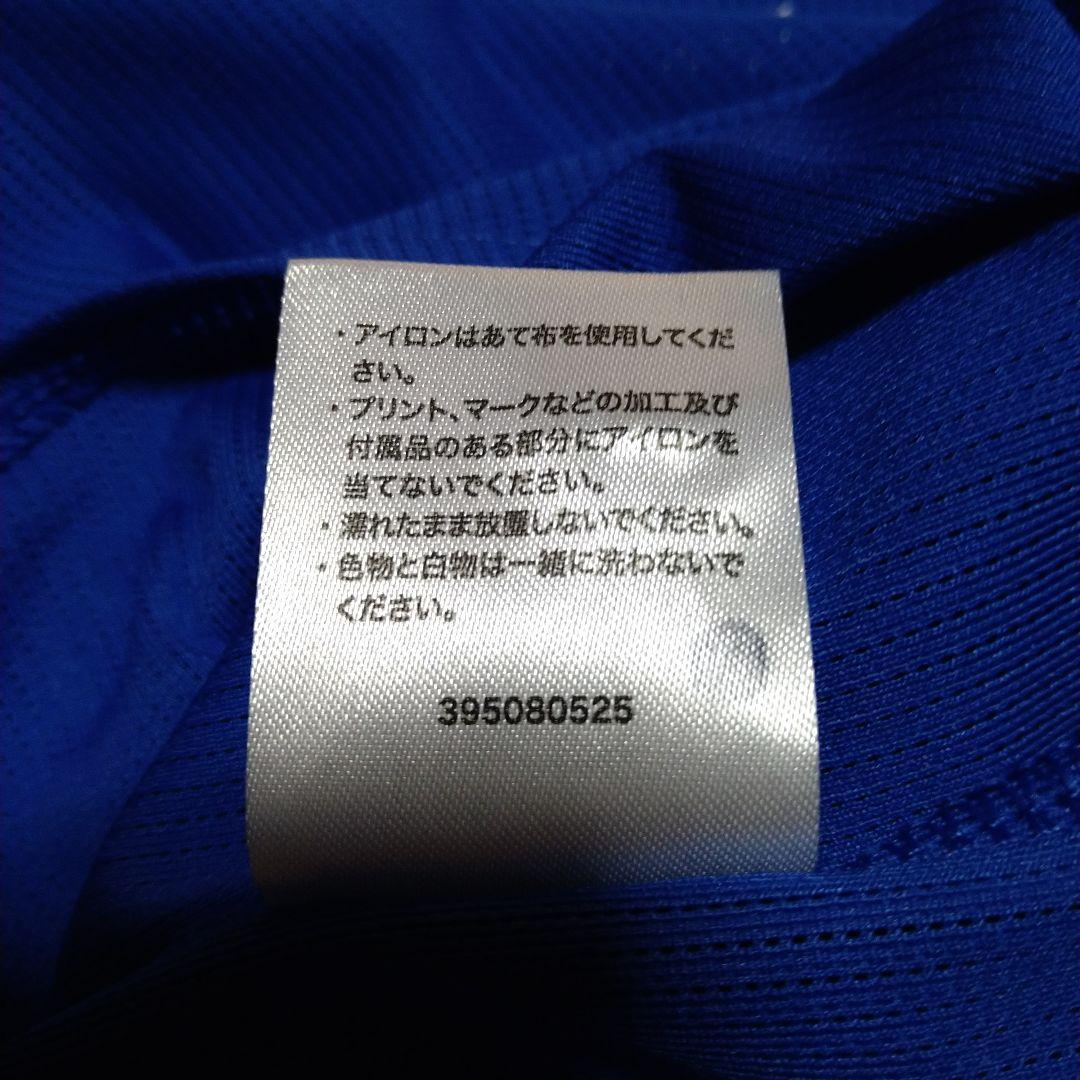 ・アイロンはあて布を使用してくだ
さい。
・プリント、マークなどの加工及び
付属品のある部分にアイロンを
当てないでください。
・濡れたまま放置しないでください。
・色物と白物は一緒に洗わないで
ください。
395080525